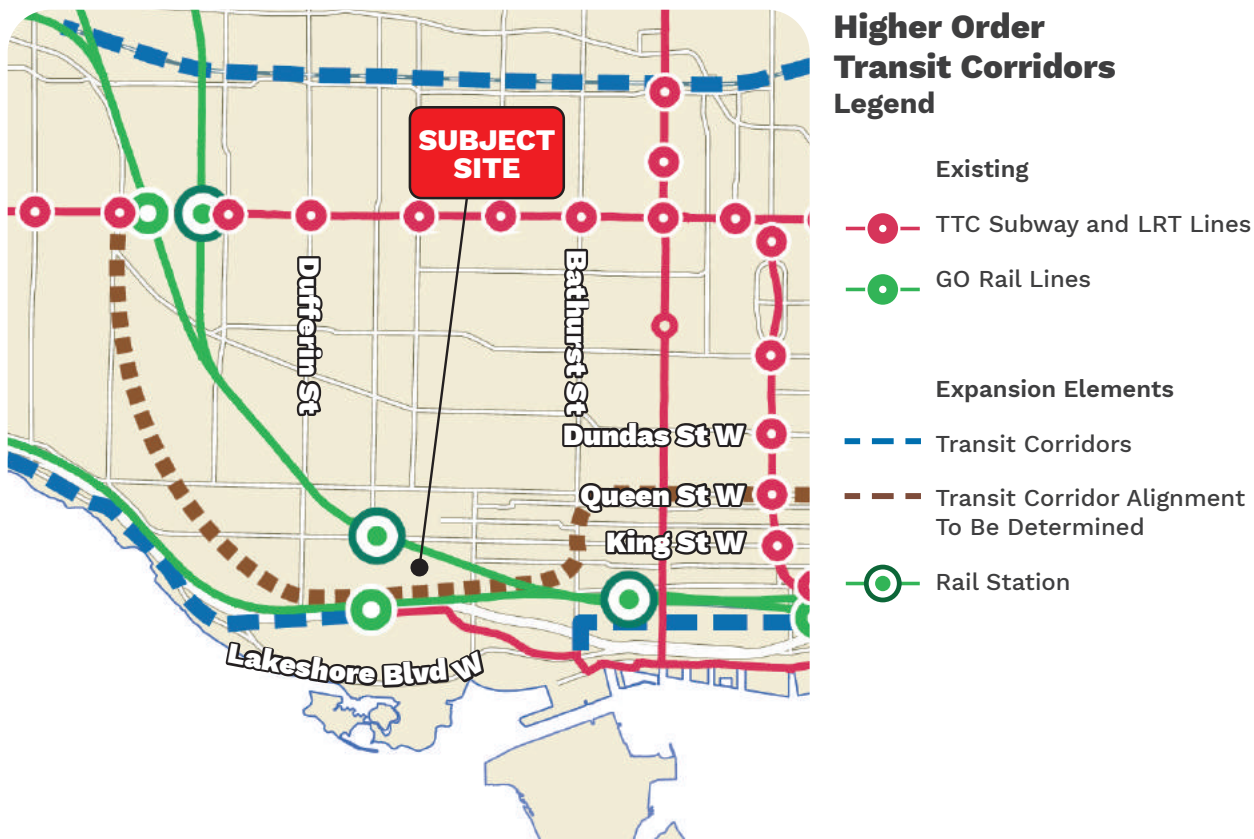 Higher Order
Transit Corridors
Legend
SUBJECT
SITE
Existing
TTC Subway and LRT Lines
GO Rail Lines
Dufferin St
Bathurst St
Expansion Elements
Dundas St W
Transit Corridors
Queen St W
Transit Corridor Alignment
To Be Determined
King St W
Rail Station
Lakeshore Blvd W